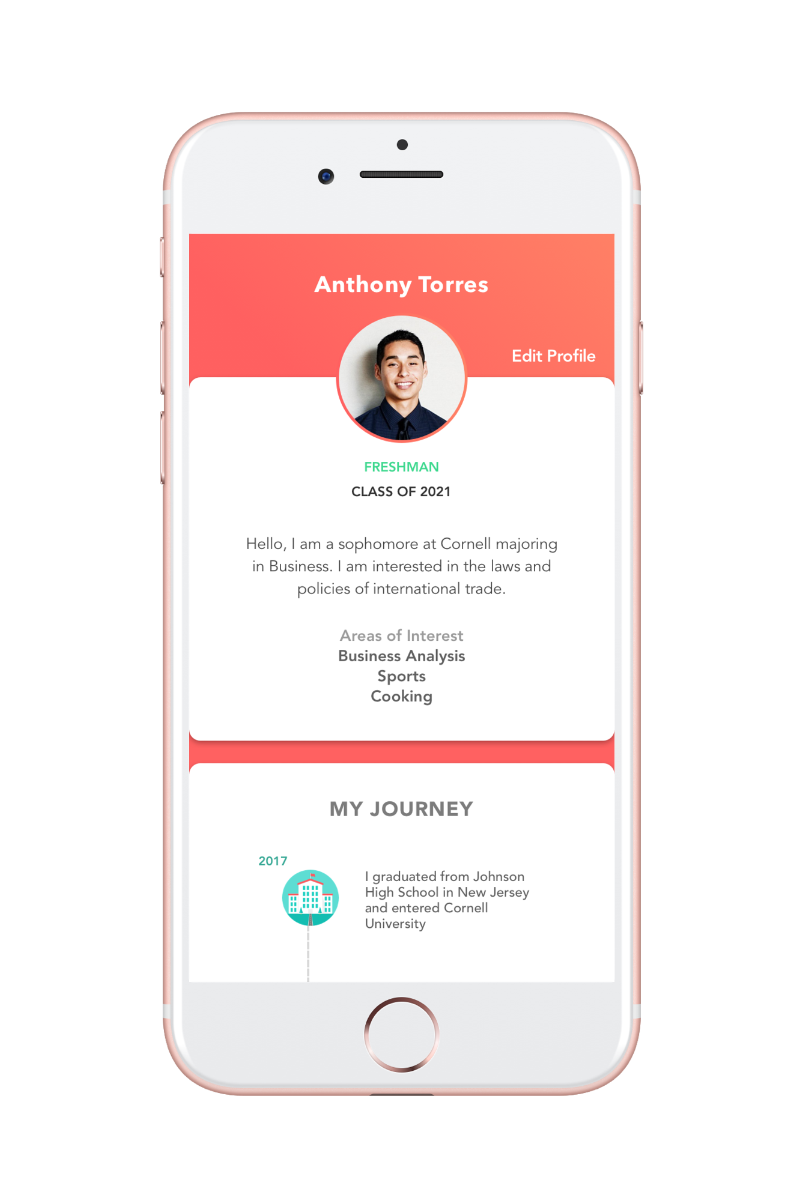 Anthony Torres
Edit Profile
FRESHMAN
CLASS OF 2021
Hello, I am a sophomore at Cornell majoring
in Business. I am interested in the laws and
policies of international trade.
Areas of Interest
Business Analysis
Sports
Cooking
MY JOURNEY
2017
I graduated from Johnson
High School in New Jersey
and entered Cornell
University